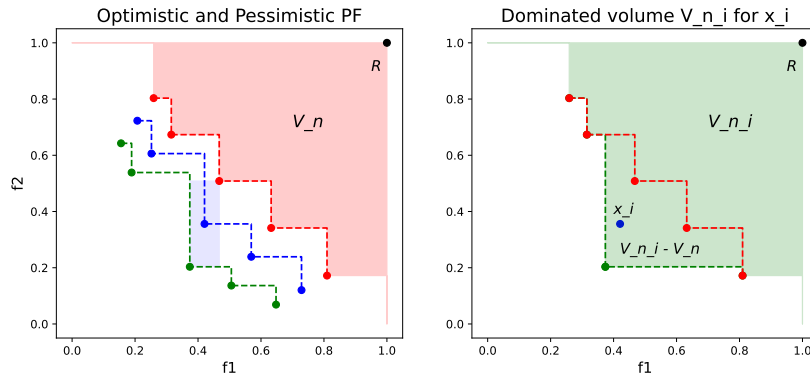 Optimistic and Pessimistic PF
1.0
0.8
0.6
0.4
0.2
0.0
f2
R
V_n
0.0 0.2 0.4 0.6 0.8 1.0
f1
Dominated volume V_n_i for x_i
1.0
0.8
0.6
0.4
0.2
0.0
R
V_n_i
x_i
V_n_i - V_n
0.0 0.2 0.4 0.6 0.8 1.0
f1